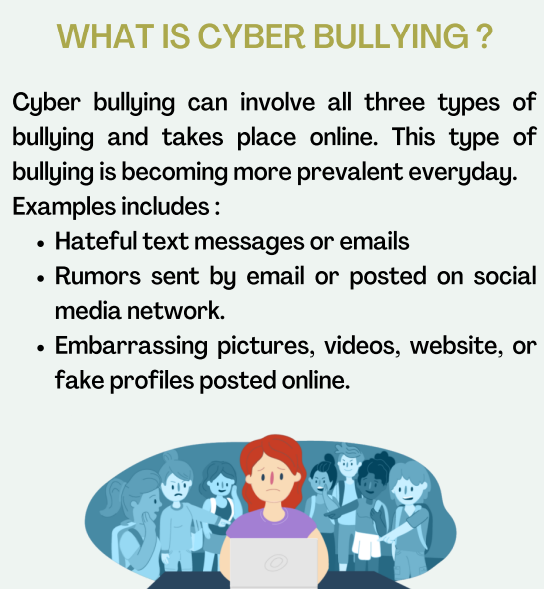 WHAT IS CYBER BULLYING ?
Cyber bullying can involve all three types of
bullying and takes place online. This type of
bullying is becoming more prevalent everyday.
Examples includes :
• Hateful text messages or emails
• Rumors sent by email or posted on social
media network.
• Embarrassing pictures, videos, website, or
fake profiles posted online.